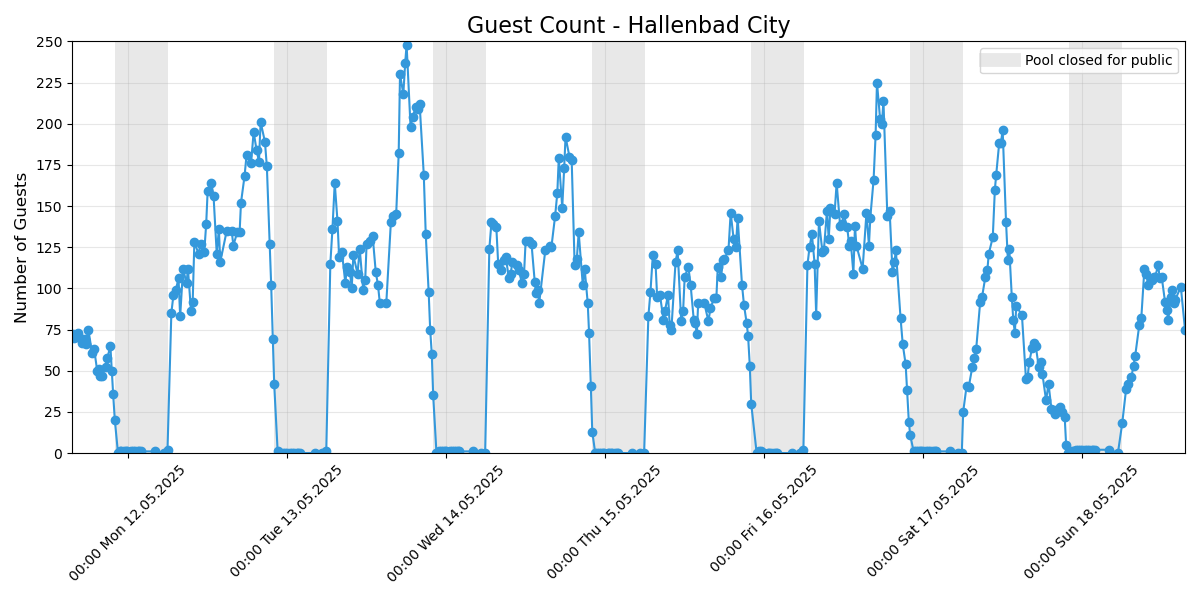 Guest Count - Hallenbad City
Pool closed for public
Number of Guests
250
225
200
175
150
125
100
75
50
25
0
00:00 Mon 12.05.2025
00:00 Tue 13.05.2025
00:00 Wed 14.05.2025
00:00 Thu 15.05.2025
00:00 Fri 16.05.2025
00:00 Sat 17.05.2025
00:00 Sun 18.05.2025